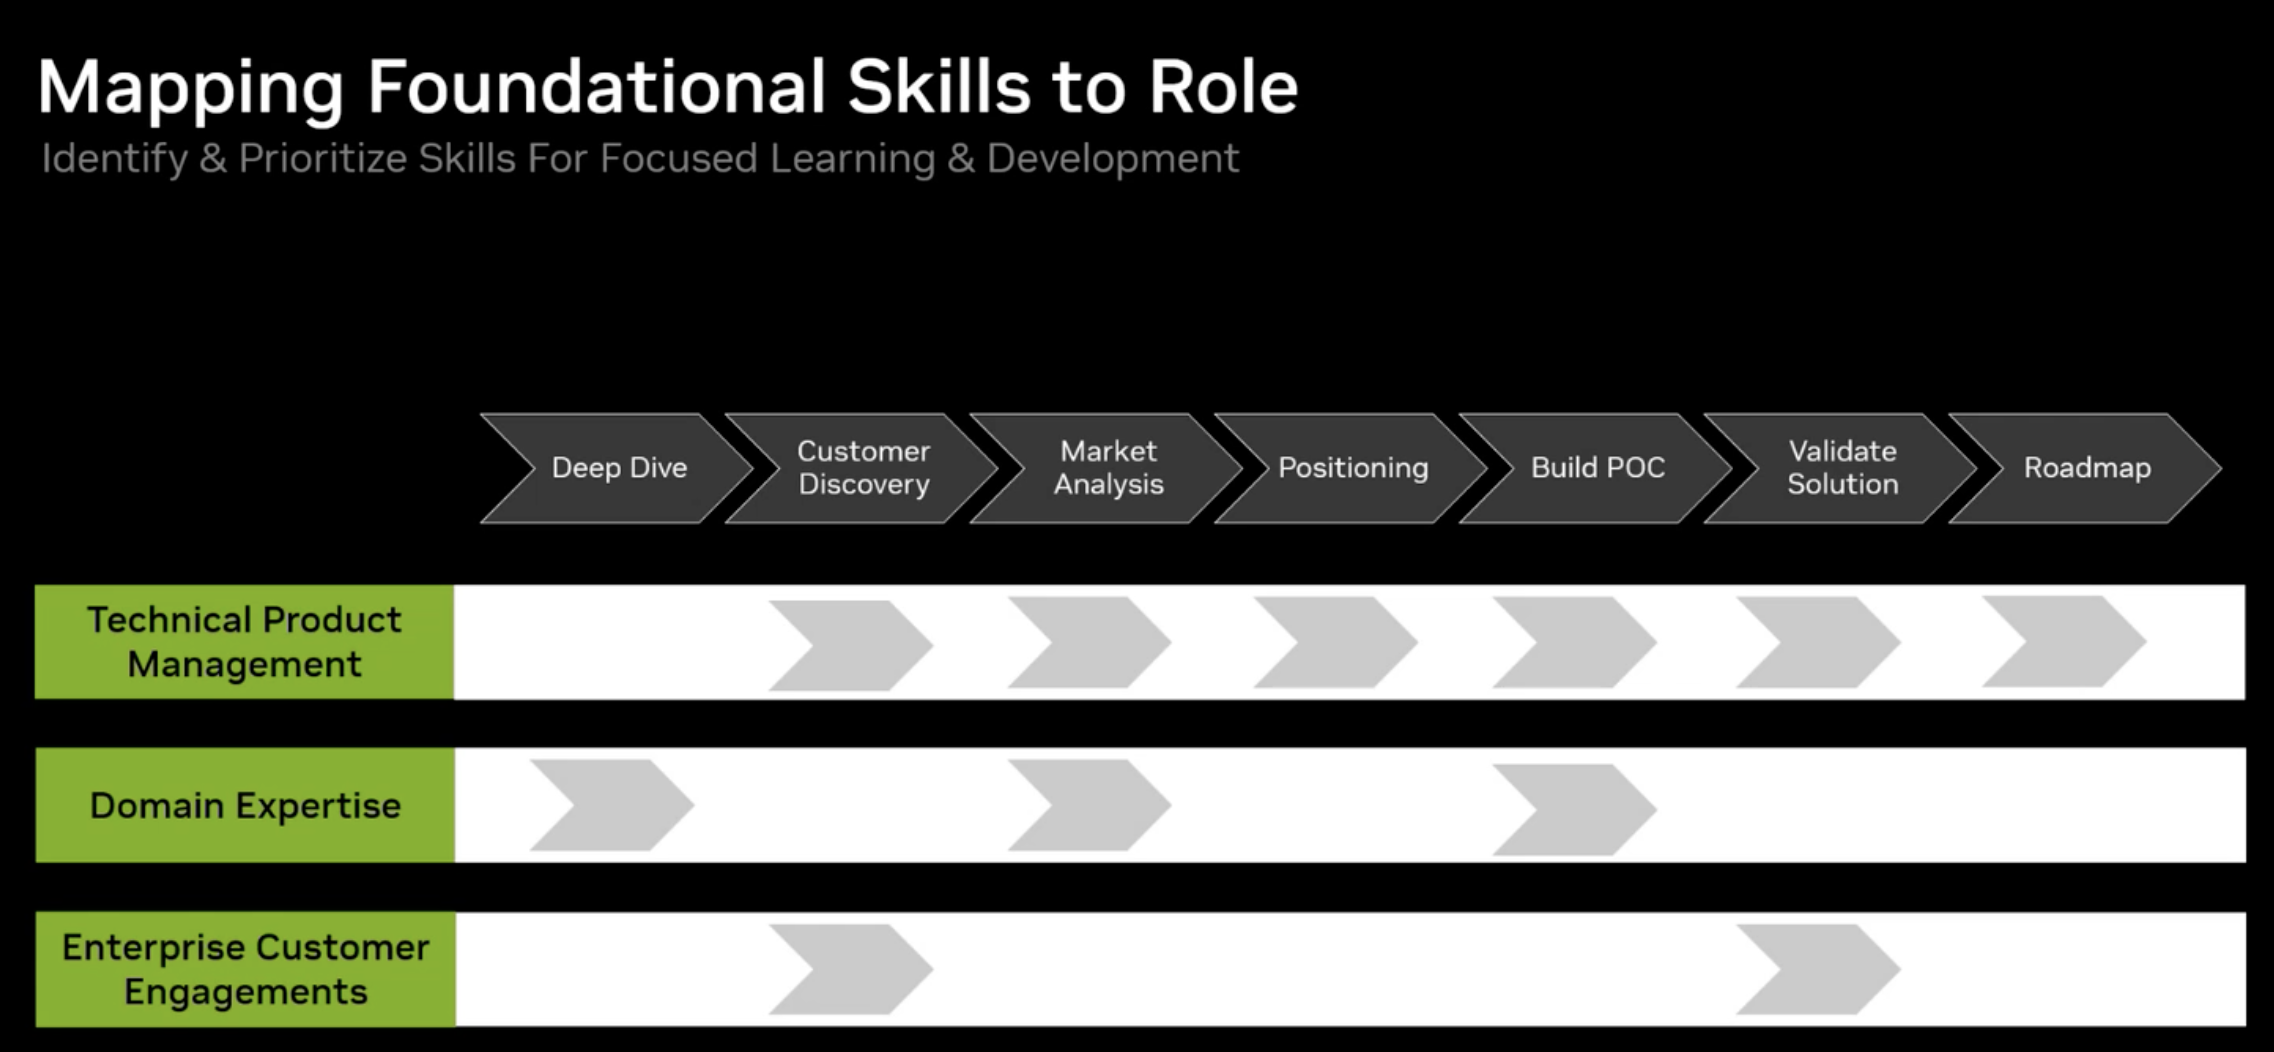 Mapping Foundational Skills to Role
Identify & Prioritize Skills For Focused Learning & Development
Deep Dive
Customer
Discovery
Market
Analysis
Positioning
Build POC
Validate
Solution
Roadmap
Technical Product
Management
Domain Expertise
Enterprise Customer
Engagements